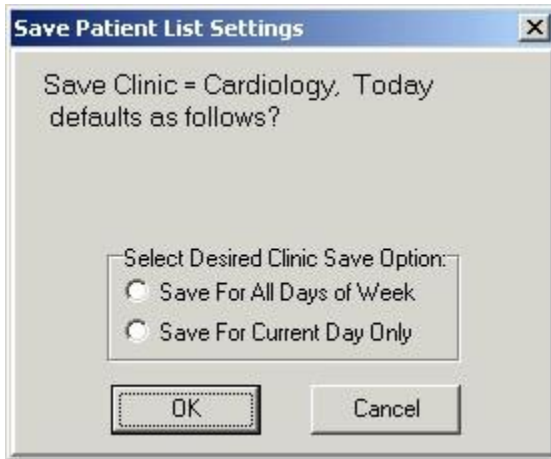 Save Patient List Settings
Save Clinic = Cardiology, Today
defaults as follows?
Select Desired Clinic Save Option:
Save For All Days of Week
Save For Current Day Only
OK Cancel